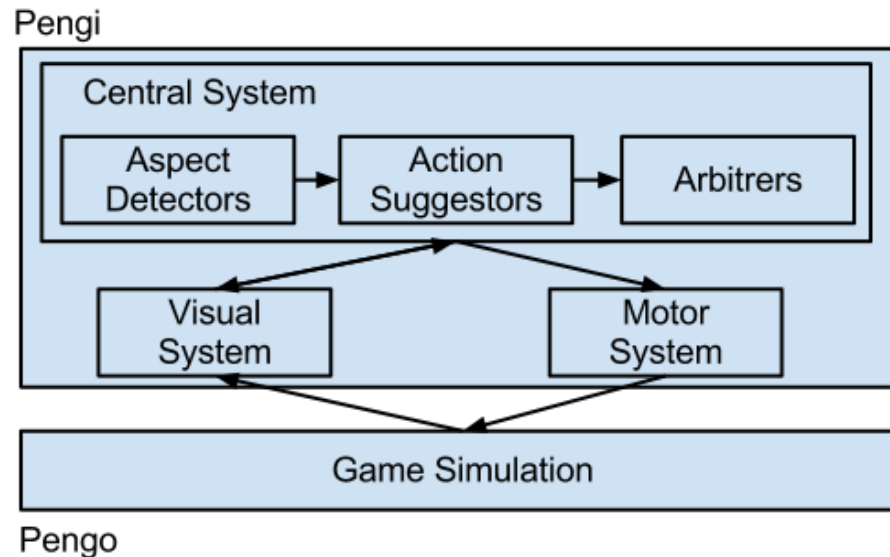 Pengi
Central System
Aspect
Detectors
Action
Suggestors
Arbitrers
Visual
System
Motor
System
Game Simulation
Pengo